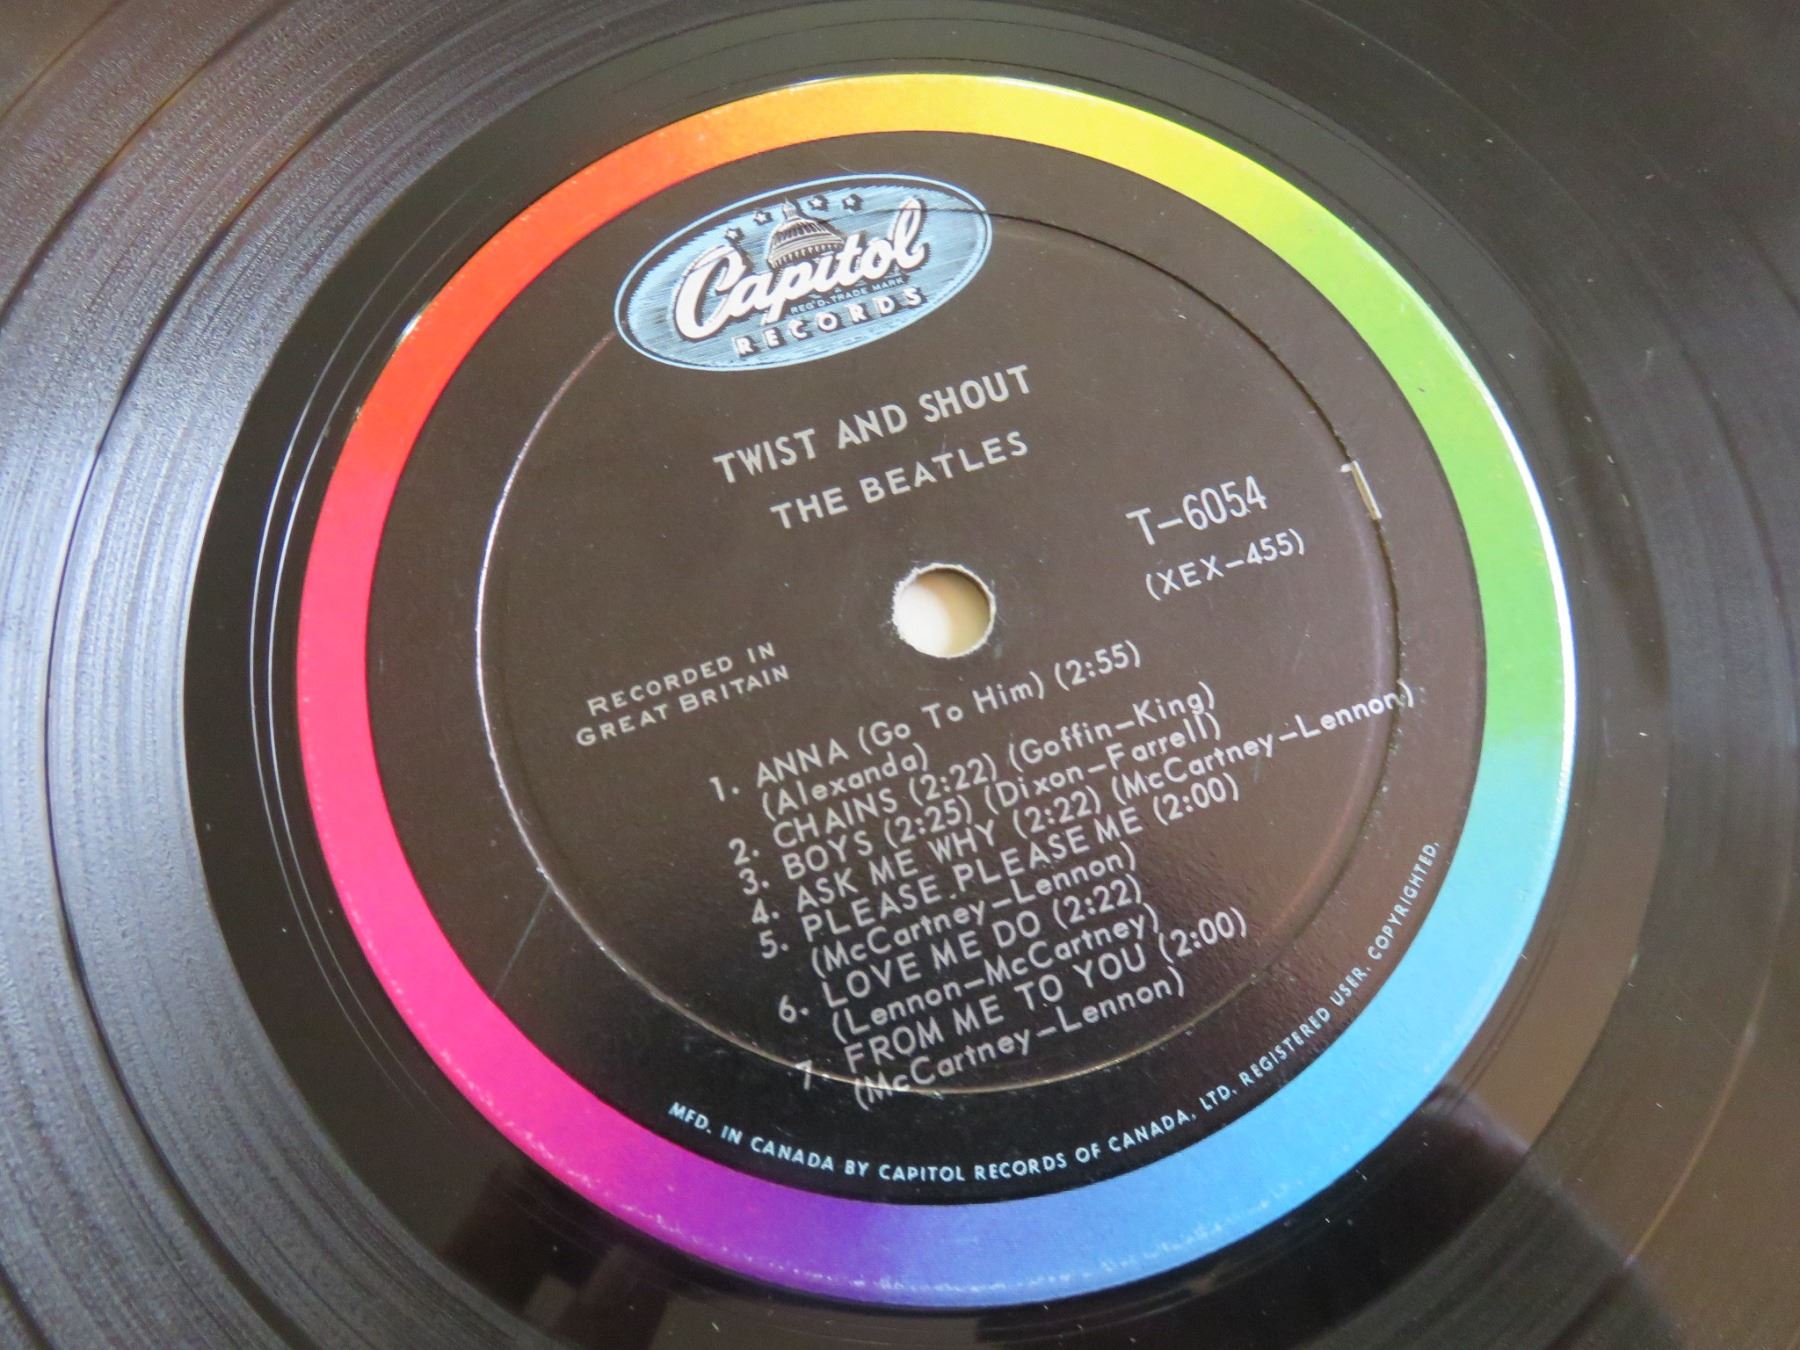 Capitol
REG'D. TRADE MARK
RECORDS
TWIST AND SHOUT
THE BEATLES
T-6054
(XEX-455)
1
RECORDED IN
GREAT BRITAIN
1. ANNA (Go To Him) (2:55)
(Alexanda)
2. CHAINS (2:22) (Goffin-King)
3. BOYS (2:25) (Dixon-Farrell)
4. ASK ME WHY (2:22) (McCartney-Lennon)
5. PLEASE PLEASE ME (2:00)
(McCartney-Lennon)
6. LOVE ME DO (2:22)
(Lennon-McCartney)
7. FROM ME TO YOU (2:00)
(McCartney-Lennon)
MFD. IN CANADA BY CAPITOL RECORDS OF CANADA, LTD. REGISTERED USER. COPYRIGHTED.